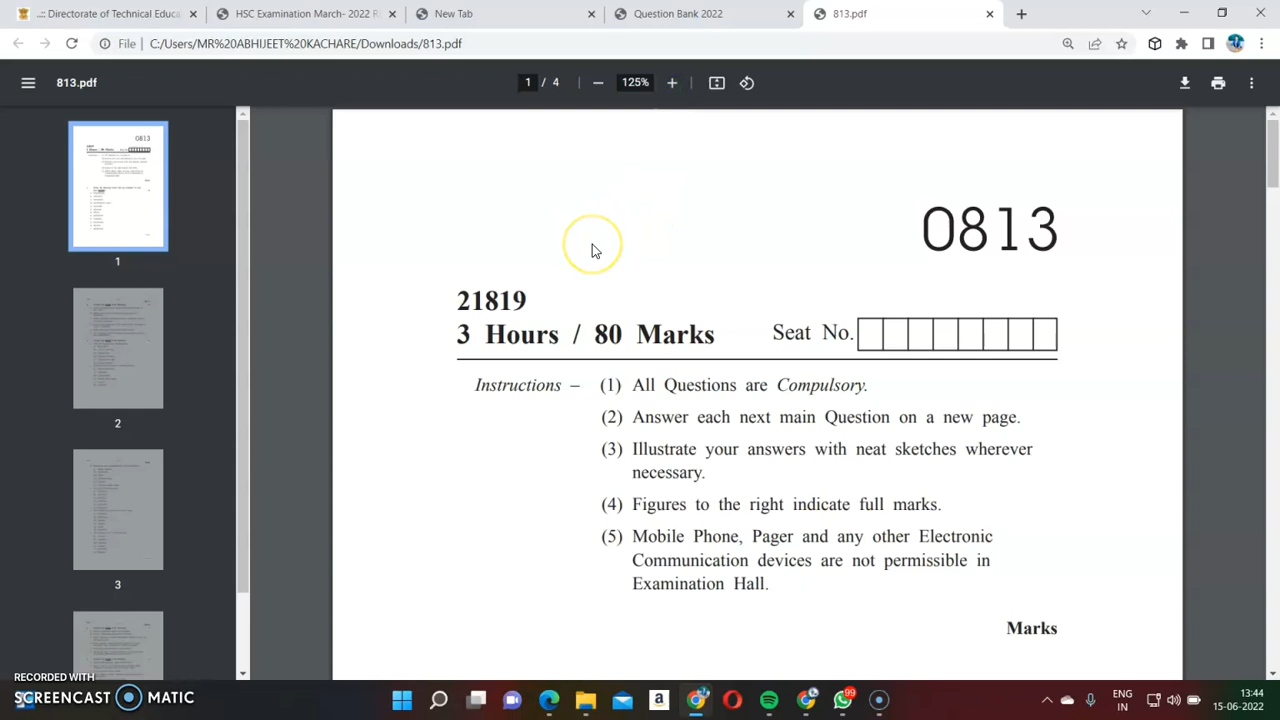 .:: Directorate of Technical Educa
HSC Examination March- 2022 R
New Tab
Question Bank 2022
813.pdf
File
C:/Users/MR%20ABHIJEET%20KACHARE/Downloads/813.pdf
813.pdf
1 / 4
125%
0813
21819
3 Hours / 80 Marks
Seat No.
Instructions – (1) All Questions are Compulsory.
(2) Answer each next main Question on a new page.
(3) Illustrate your answers with neat sketches wherever
necessary.
(4) Figures to the right indicate full marks.
(5) Mobile Phone, Pager and any other Electronic
Communication devices are not permissible in
Examination Hall.
Marks
1
2
3
RECORDED WITH
SCREENCAST MATIC
99
ENG
IN
13:44
15-06-2022